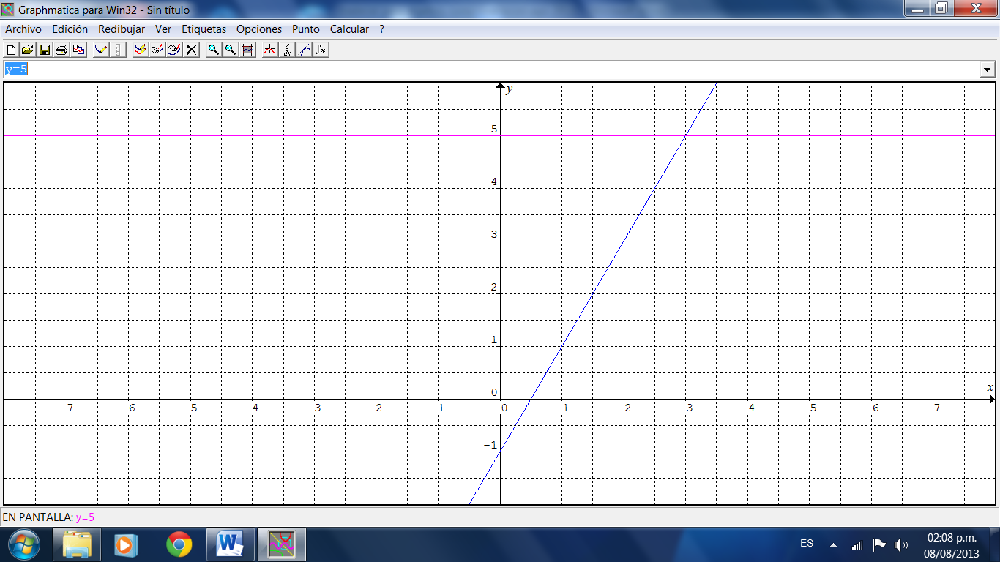 Graphmatica para Win32 - Sin título
Archivo Edición Redibujar Ver Etiquetas Opciones Punto Calcular ?
y=5
y
5
4
3
2
1
0
x
-7 -6 -5 -4 -3 -2 -1 0 1 2 3 4 5 6 7
-1
EN PANTALLA: y=5
ES
02:08 p.m.
08/08/2013